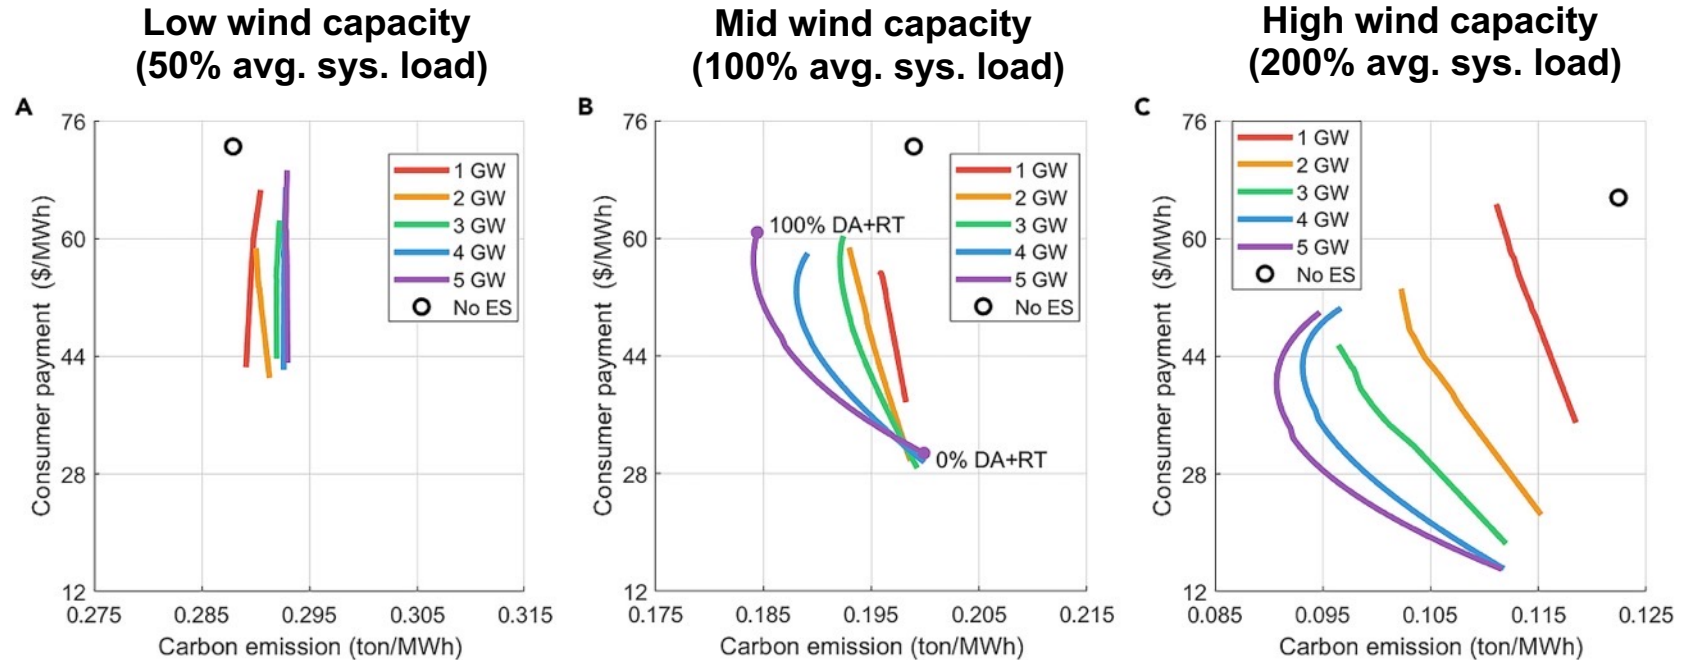 Low wind capacity
(50% avg. sys. load)
Mid wind capacity
(100% avg. sys. load)
High wind capacity
(200% avg. sys. load)
A
76
60
44
28
12
0.275
0.285
0.295
0.305
0.315
Consumer payment ($/MWh)
Carbon emission (ton/MWh)
1 GW
2 GW
3 GW
4 GW
5 GW
No ES
B
76
60
44
28
12
0.175
0.185
0.195
0.205
0.215
Consumer payment ($/MWh)
Carbon emission (ton/MWh)
100% DA+RT
0% DA+RT
1 GW
2 GW
3 GW
4 GW
5 GW
No ES
C
76
60
44
28
12
0.085
0.095
0.105
0.115
0.125
Consumer payment ($/MWh)
Carbon emission (ton/MWh)
1 GW
2 GW
3 GW
4 GW
5 GW
No ES